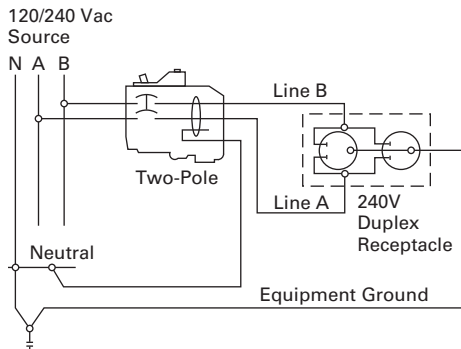 120/240 Vac
Source
N A B
Line B
Two-Pole
Line A
240V
Duplex
Receptacle
Neutral
Equipment Ground